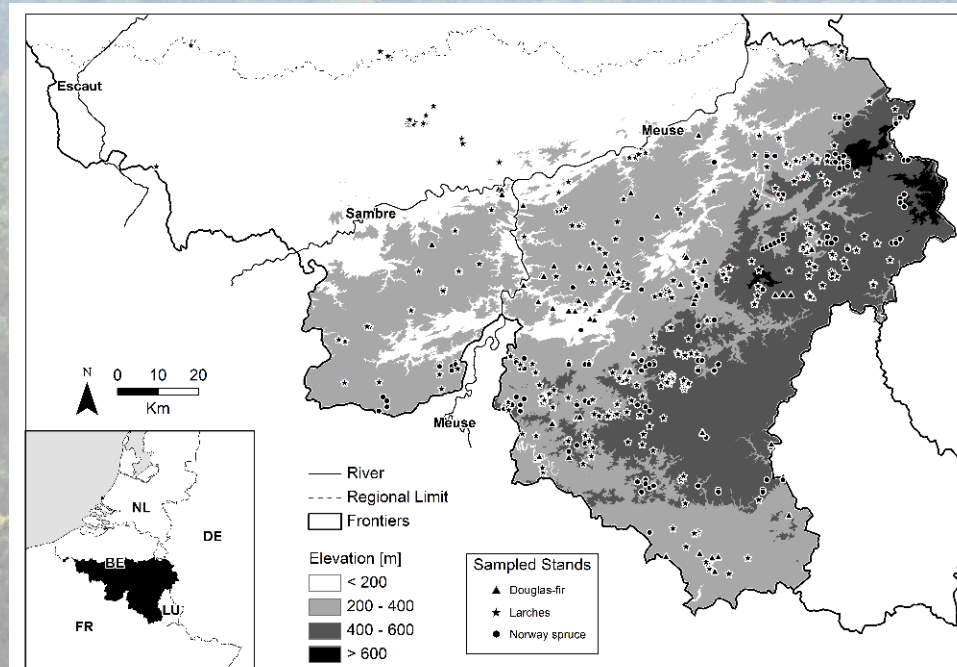 Escaut
Meuse
Sambre
N
0 10 20
Km
Meuse
River
Regional Limit
Frontiers
NL
DE
BE
LU
FR
Elevation [m]
< 200
200 - 400
400 - 600
> 600
Sampled Stands
Douglas-fir
Larches
Norway spruce